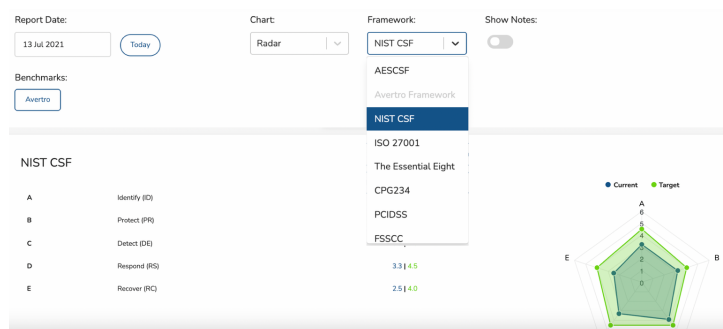 Report Date:
Chart:
Framework:
Show Notes:
13 Jul 2021
Today
Radar
NIST CSF
AESCSF
Avertro Framework
NIST CSF
ISO 27001
The Essential Eight
CPG234
PCIDSS
FSSCC
Benchmarks:
Avertro
NIST CSF
A Identify (ID)
B Protect (PR)
C Detect (DE)
D Respond (RS) 3.3 | 4.5
E Recover (RC) 2.5 | 4.0
Current Target
A
6
5
4
2
1
0
E
B